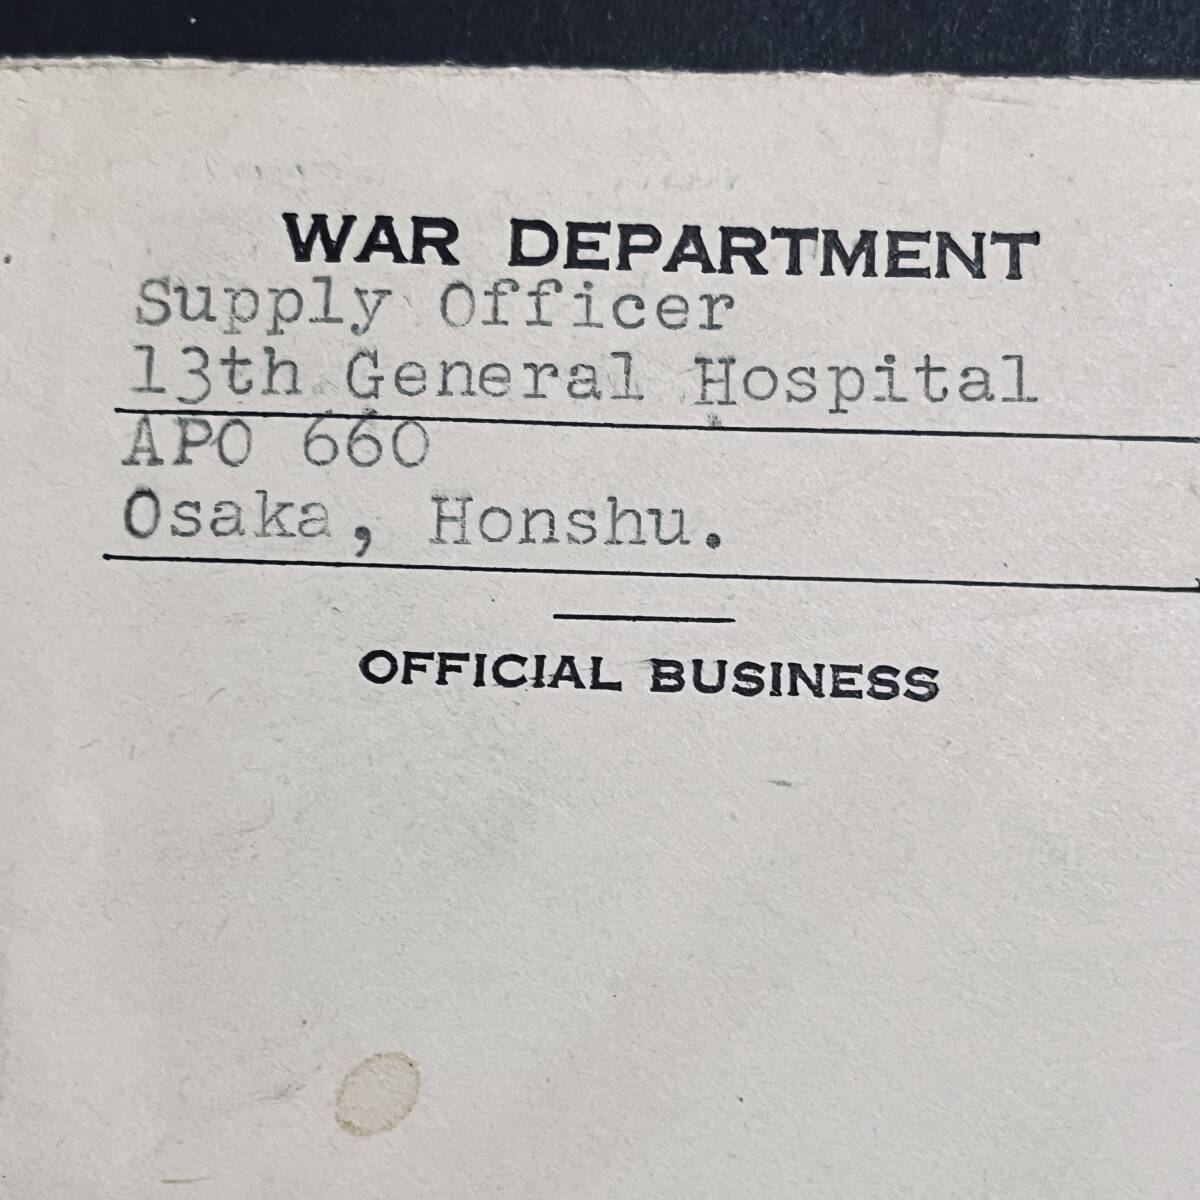 WAR DEPARTMENT
Supply Officer
13th General Hospital
APO 660
Osaka, Honshu.
OFFICIAL BUSINESS